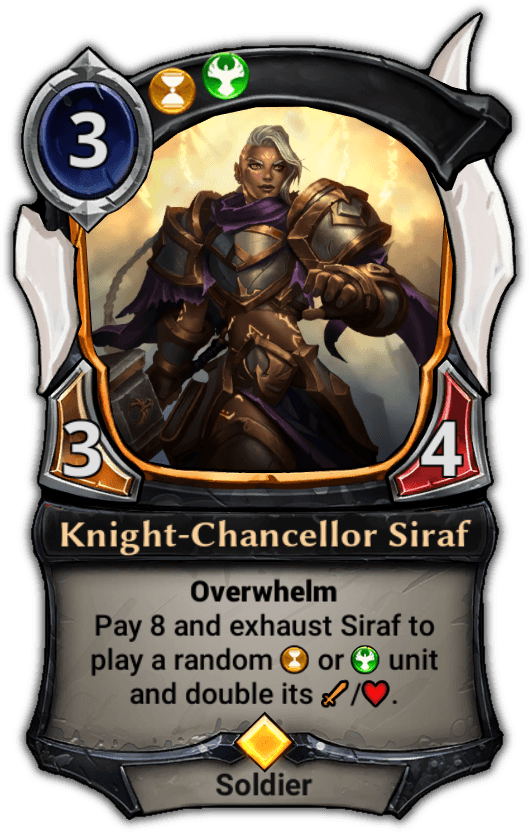 3
3
4
Knight-Chancellor Siraf
Overwhelm
Pay 8 and exhaust Siraf to
play a random or unit
and double its /.
Soldier